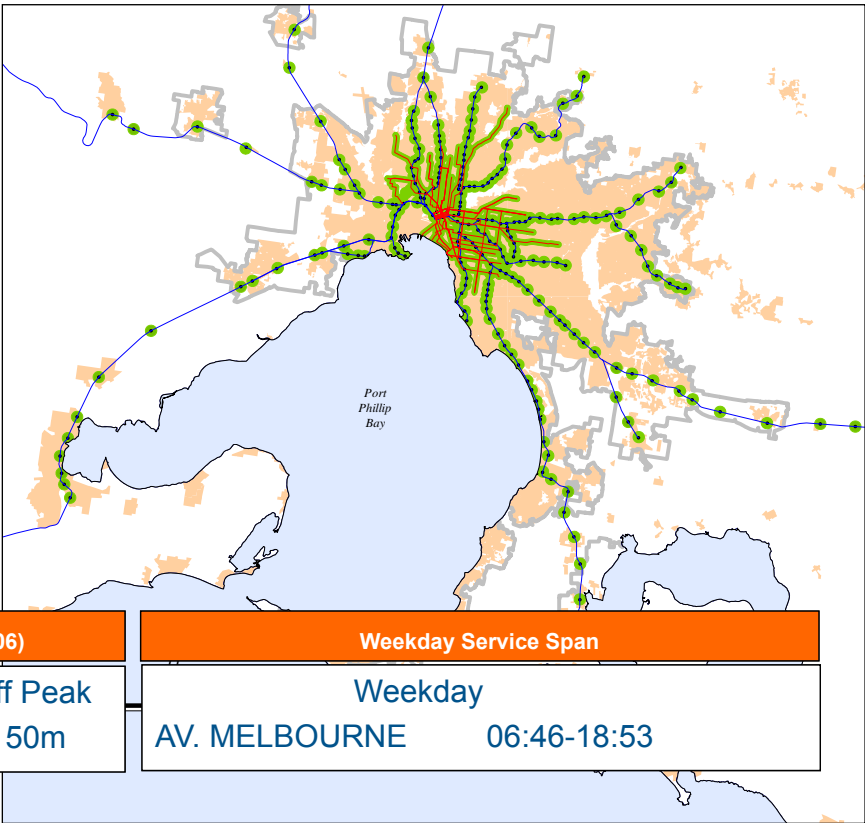 Port
Phillip
Bay
06)
Weekday Service Span
ff Peak
50m
Weekday
AV. MELBOURNE 06:46-18:53